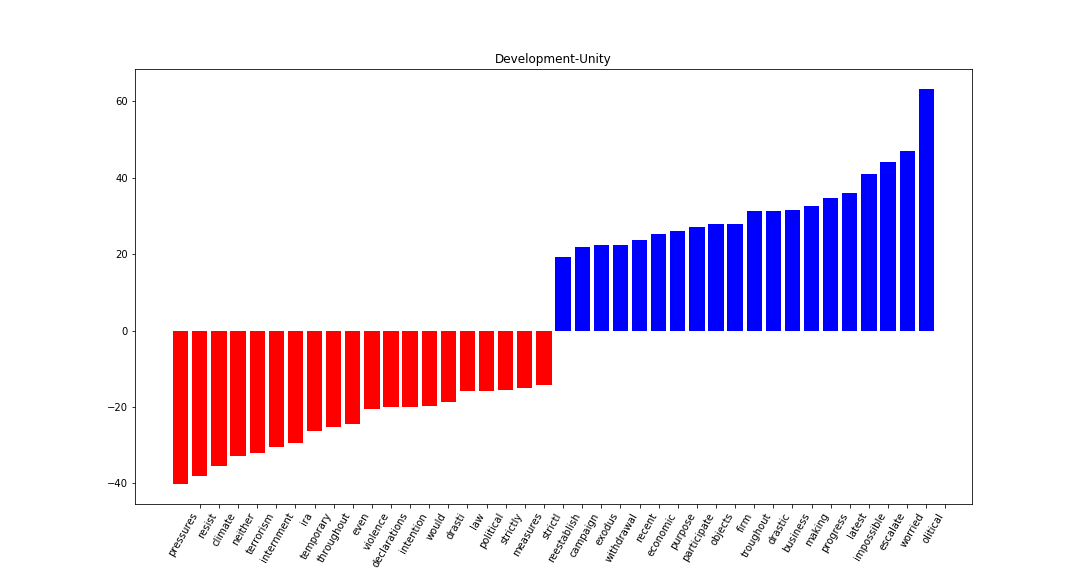 Development-Unity
60
40
20
0
−20
−40
pressures
resist
climate
neither
terrorism
internment
ira
temporary
throughout
even
violence
declarations
intention
would
drasti
law
political
strictly
measures
strictl
reestablish
campaign
exodus
withdrawal
recent
economic
purpose
participate
objects
firm
troughout
drastic
business
making
progress
latest
impossible
escalate
worried
olitical